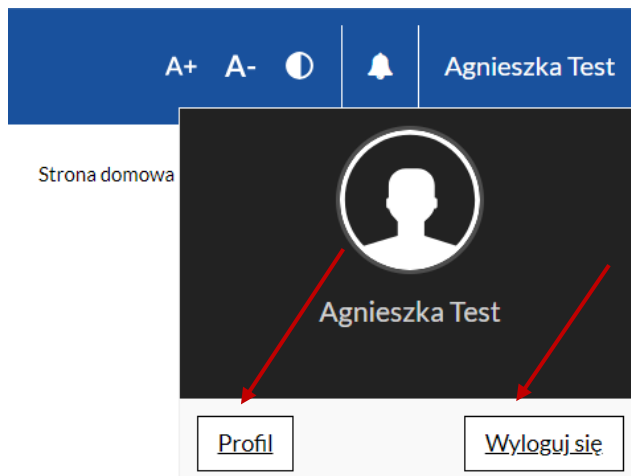 A+ A- Agnieszka Test
Strona domowa
Agnieszka Test
Profil Wyloguj się